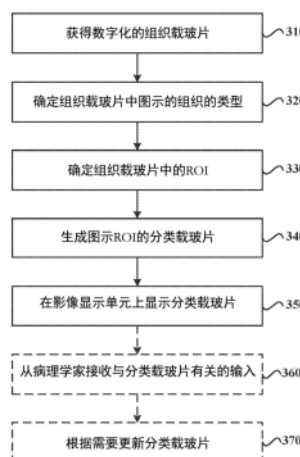 获得数字化的组织载玻片
310
确定组织载玻片中图示的组织的类型
320
确定组织载玻片中的ROI
330
生成图示ROI的分类载玻片
340
在影像显示单元上显示分类载玻片
350
从病理学家接收与分类载玻片有关的输入
360
根据需要更新分类载玻片
370